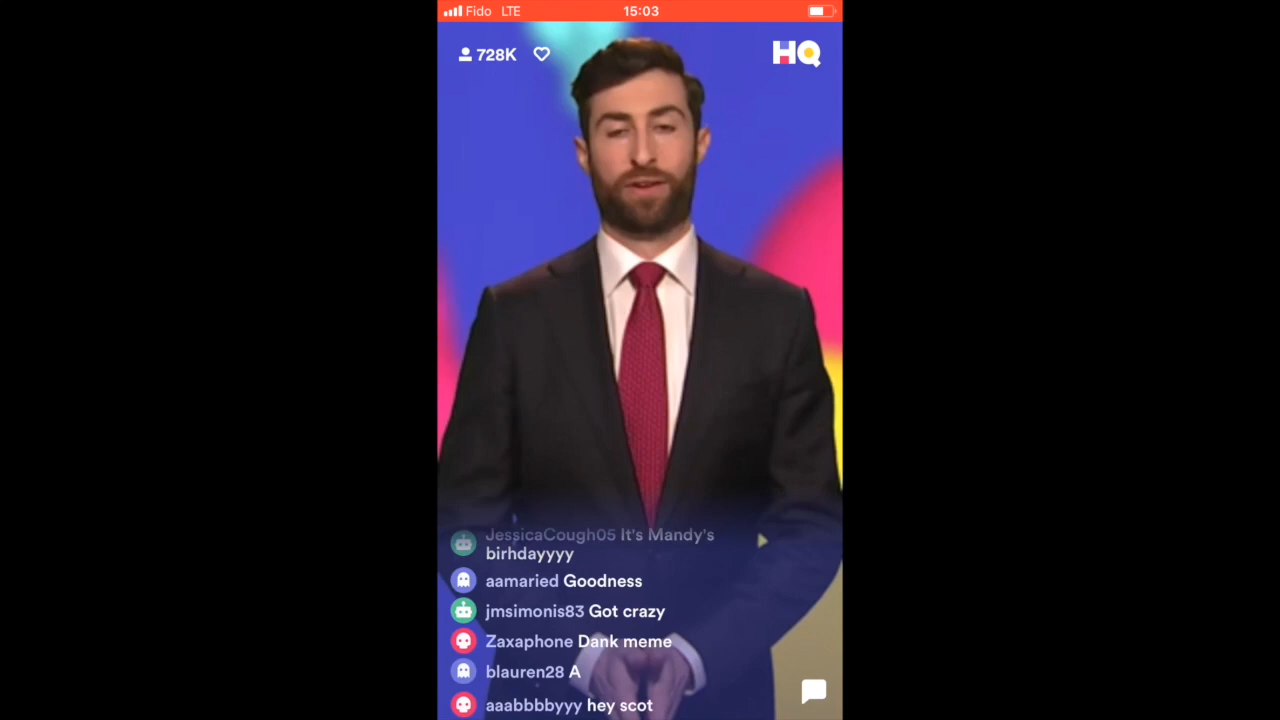 Fido LTE 15:03
728K HQ
JessicaCough05 It's Mandy's
birhdayyyy
aamaried Goodness
jmsimonis83 Got crazy
Zaxaphone Dank meme
blauren28 A
aaabbbbyyy hey scot